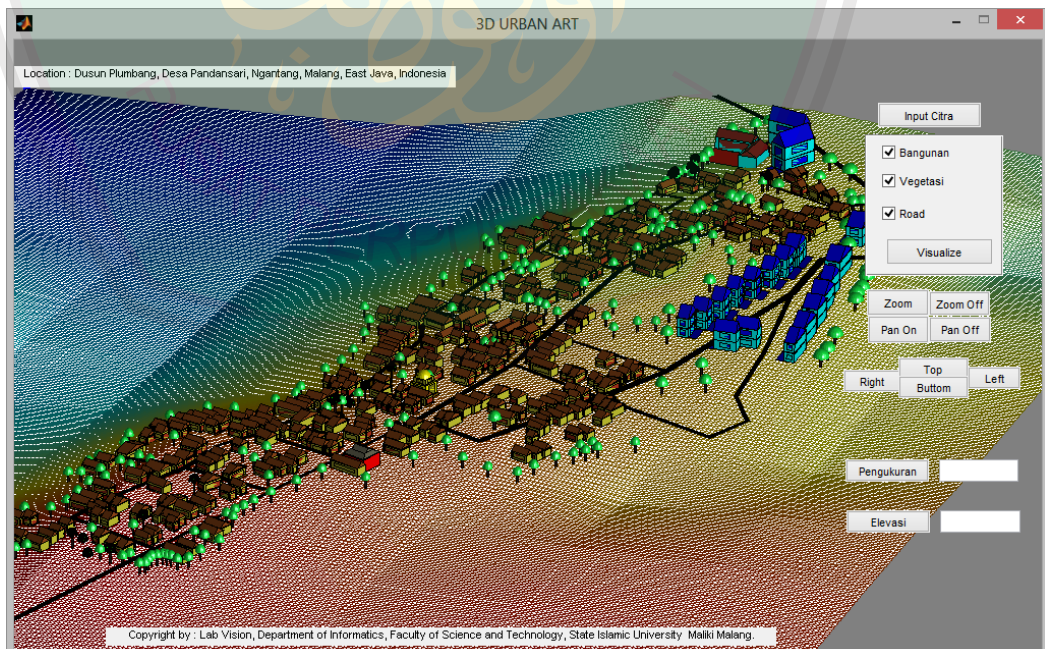 3D URBAN ART
Location : Dusun Plumbang, Desa Pandansari, Ngantang, Malang, East Java, Indonesia
Input Citra
Bangunan
Vegetasi
Road
Visualize
Zoom
Zoom Off
Pan On
Pan Off
Top
Right
Left
Buttom
Pengukuran
Elevasi
Copyright by : Lab Vision, Department of Informatics, Faculty of Science and Technology, State Islamic University Maliki Malang.